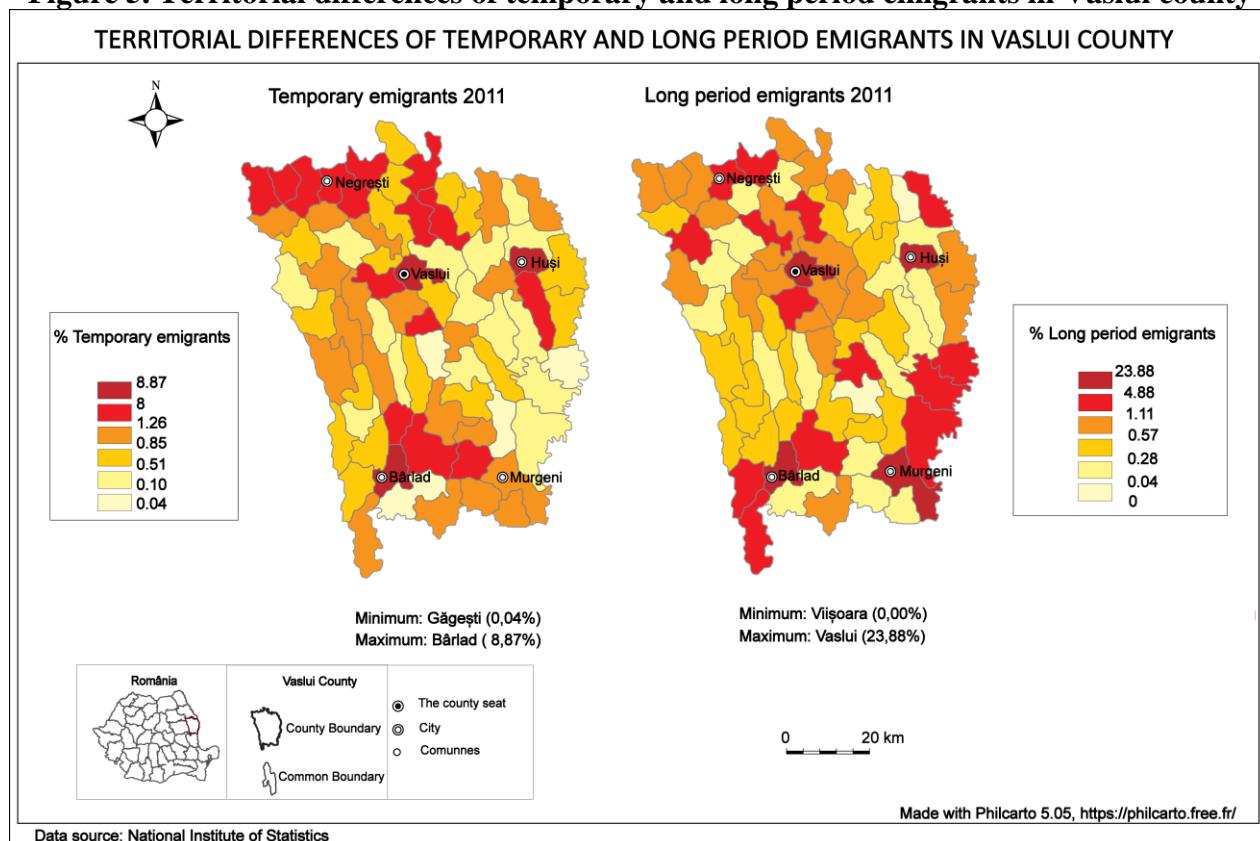 Figure 3: Territorial differences of temporary and long period emigrants in Vaslui county
TERRITORIAL DIFFERENCES OF TEMPORARY AND LONG PERIOD EMIGRANTS IN VASLUI COUNTY
N
Temporary emigrants 2011
Negrești
Vaslui
Huși
Bârlad
Murgeni
% Temporary emigrants
8.87
8
1.26
0.85
0.51
0.10
0.04
Minimum: Găgești (0,04%)
Maximum: Bârlad ( 8,87%)
Long period emigrants 2011
Negrești
Vaslui
Huși
Bârlad
Murgeni
% Long period emigrants
23.88
4.88
1.11
0.57
0.28
0.04
0
Minimum: Viișoara (0,00%)
Maximum: Vaslui (23,88%)
România
Vaslui County
County Boundary
Common Boundary
The county seat
City
Comunnes
0 20 km
Made with Philcarto 5.05, https://philcarto.free.fr/
Data source: National Institute of Statistics